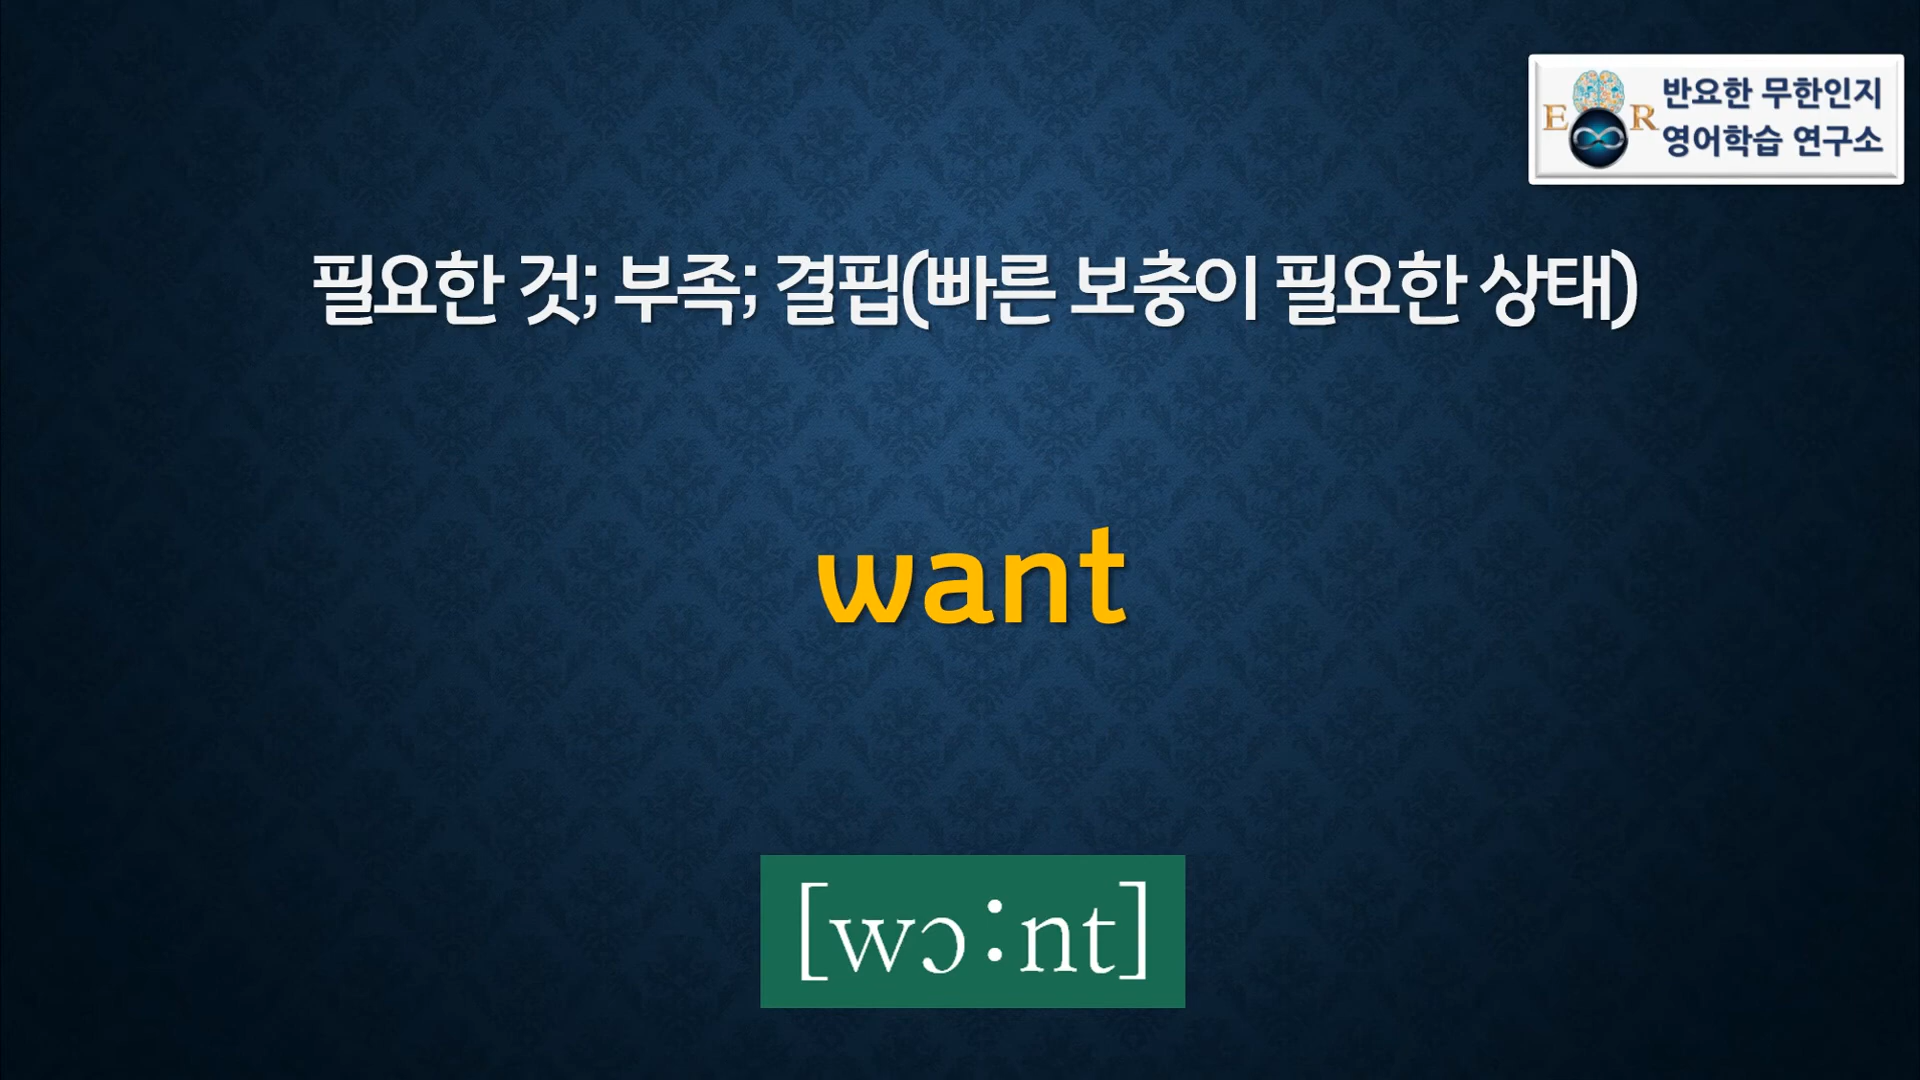 E R 반요한 무한인지
영어학습 연구소
필요한 것; 부족; 결핍(빠른 보충이 필요한 상태)
want
[wɔːnt]